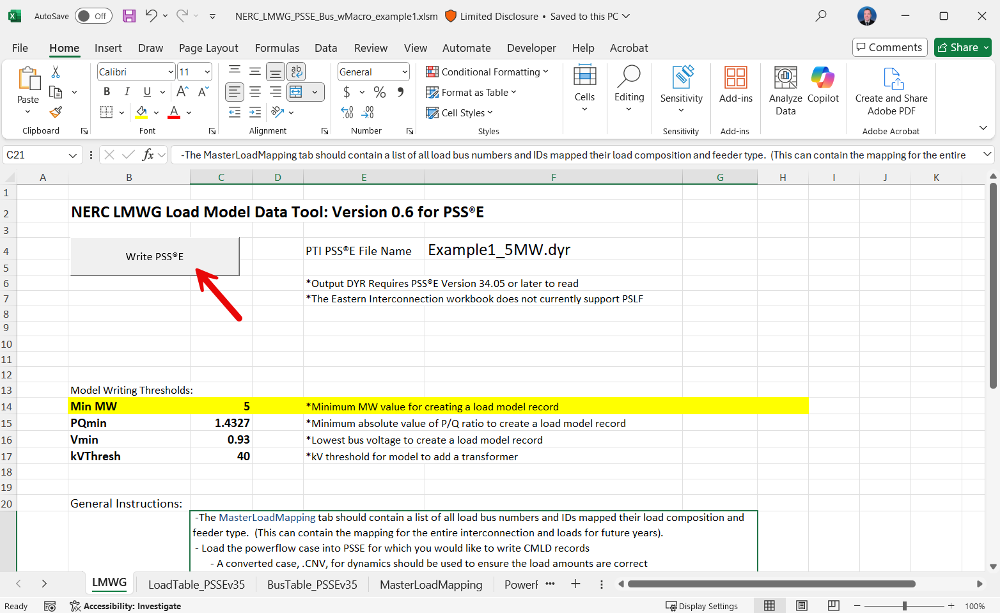 AutoSave Off NERC_LMWG_PSSE_Bus_wMacro_example1.xlsm Limited Disclosure • Saved to this PC
File Home Insert Draw Page Layout Formulas Data Review View Automate Developer Help Acrobat Comments Share
Calibri 11 ab General Conditional Formatting
Paste B I U A A $ % Format as Table Cells Editing Sensitivity Add-ins Analyze Data Copilot Create and Share Adobe PDF
A .00 .00 Cell Styles
Clipboard Font Alignment Number Styles Sensitivity Add-ins Adobe Acrobat
C21 fx -The MasterLoadMapping tab should contain a list of all load bus numbers and IDs mapped their load composition and feeder type. (This can contain the mapping for the entire
A B C D E F G H I J K
1
2 NERC LMWG Load Model Data Tool: Version 0.6 for PSS®E
3
4 Write PSS®E PTI PSS®E File Name Example1_5MW.dyr
5
6 *Output DYR Requires PSS®E Version 34.05 or later to read
7 *The Eastern Interconnection workbook does not currently support PSLF
8
9
10
11
12
13 Model Writing Thresholds:
14 Min MW 5 *Minimum MW value for creating a load model record
15 PQmin 1.4327 *Minimum absolute value of P/Q ratio to create a load model record
16 Vmin 0.93 *Lowest bus voltage to create a load model record
17 kVThresh 40 *kV threshold for model to add a transformer
18
19
20 General Instructions:
-The MasterLoadMapping tab should contain a list of all load bus numbers and IDs mapped their load composition and
feeder type. (This can contain the mapping for the entire interconnection and loads for future years).
- Load the powerflow case into PSSE for which you would like to write CMLD records
- A converted case, .CNV, for dynamics should be used to ensure the load amounts are correct
LMWG LoadTable_PSSEv35 BusTable_PSSEv35 MasterLoadMapping Powerf ••• +
Ready Accessibility: Investigate Display Settings − + 100%